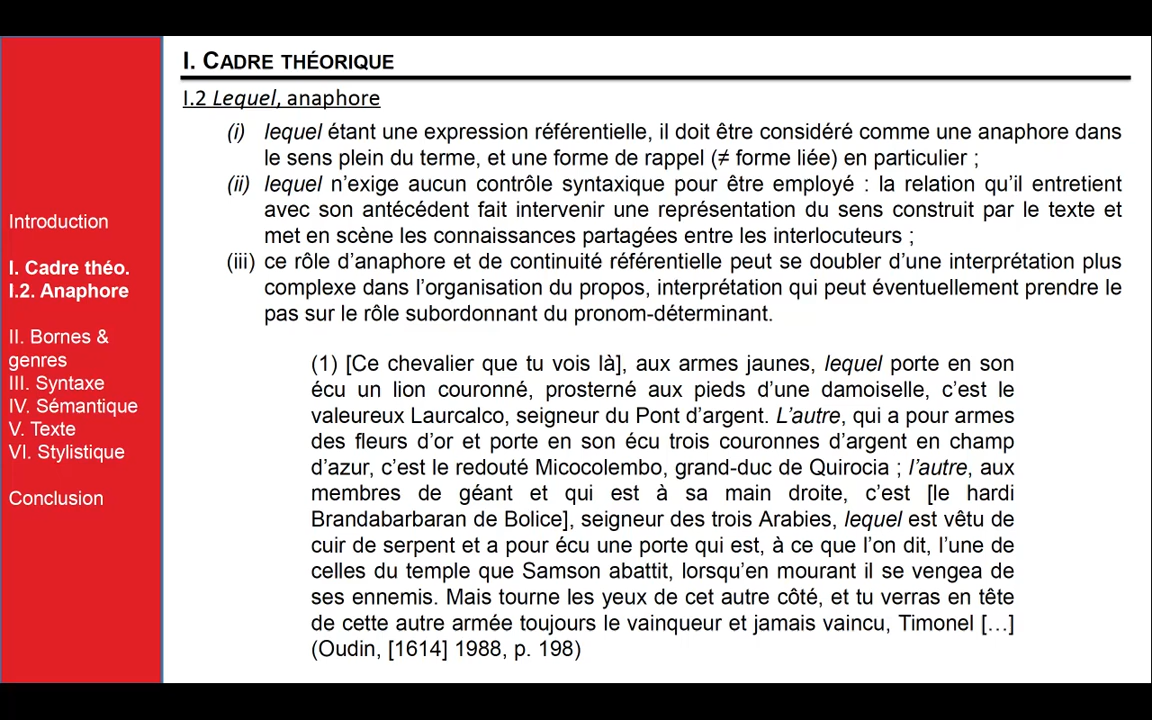 I. CADRE THÉORIQUE
I.2 Lequel, anaphore
(i) lequel étant une expression référentielle, il doit être considéré comme une anaphore dans
le sens plein du terme, et une forme de rappel (≠ forme liée) en particulier ;
(ii) lequel n’exige aucun contrôle syntaxique pour être employé : la relation qu’il entretient
avec son antécédent fait intervenir une représentation du sens construit par le texte et
met en scène les connaissances partagées entre les interlocuteurs ;
(iii) ce rôle d’anaphore et de continuité référentielle peut se doubler d’une interprétation plus
complexe dans l’organisation du propos, interprétation qui peut éventuellement prendre le
pas sur le rôle subordonnant du pronom-déterminant.
(1) [Ce chevalier que tu vois là], aux armes jaunes, lequel porte en son
écu un lion couronné, prosterné aux pieds d’une damoiselle, c’est le
valeureux Laurcalco, seigneur du Pont d’argent. L’autre, qui a pour armes
des fleurs d’or et porte en son écu trois couronnes d’argent en champ
d’azur, c’est le redouté Micocolembo, grand-duc de Quirocia ; l’autre, aux
membres de géant et qui est à sa main droite, c’est [le hardi
Brandabarbaran de Bolice], seigneur des trois Arabies, lequel est vêtu de
cuir de serpent et a pour écu une porte qui est, à ce que l’on dit, l’une de
celles du temple que Samson abattit, lorsqu’en mourant il se vengea de
ses ennemis. Mais tourne les yeux de cet autre côté, et tu verras en tête
de cette autre armée toujours le vainqueur et jamais vaincu, Timonel […]
(Oudin, [1614] 1988, p. 198)
Introduction
I. Cadre théo.
I.2. Anaphore
II. Bornes &
genres
III. Syntaxe
IV. Sémantique
V. Texte
VI. Stylistique
Conclusion